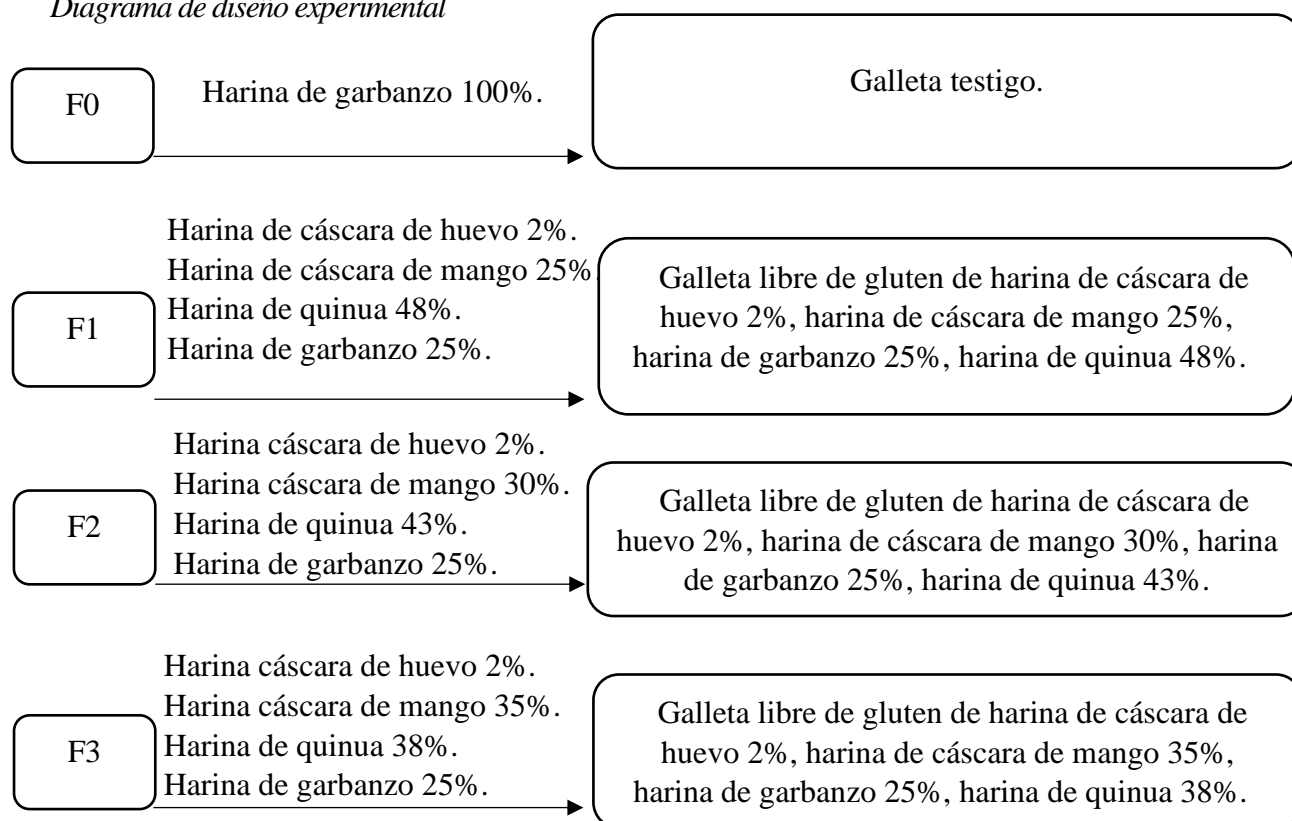 Diagrama de diseño experimental
F0
Harina de garbanzo 100%.
Galleta testigo.
F1
Harina de cáscara de huevo 2%.
Harina de cáscara de mango 25%
Harina de quinua 48%.
Harina de garbanzo 25%.
Galleta libre de gluten de harina de cáscara de
huevo 2%, harina de cáscara de mango 25%,
harina de garbanzo 25%, harina de quinua 48%.
F2
Harina cáscara de huevo 2%.
Harina cáscara de mango 30%.
Harina de quinua 43%.
Harina de garbanzo 25%.
Galleta libre de gluten de harina de cáscara de
huevo 2%, harina de cáscara de mango 30%, harina
de garbanzo 25%, harina de quinua 43%.
F3
Harina cáscara de huevo 2%.
Harina cáscara de mango 35%.
Harina de quinua 38%.
Harina de garbanzo 25%.
Galleta libre de gluten de harina de cáscara de
huevo 2%, harina de cáscara de mango 35%,
harina de garbanzo 25%, harina de quinua 38%.